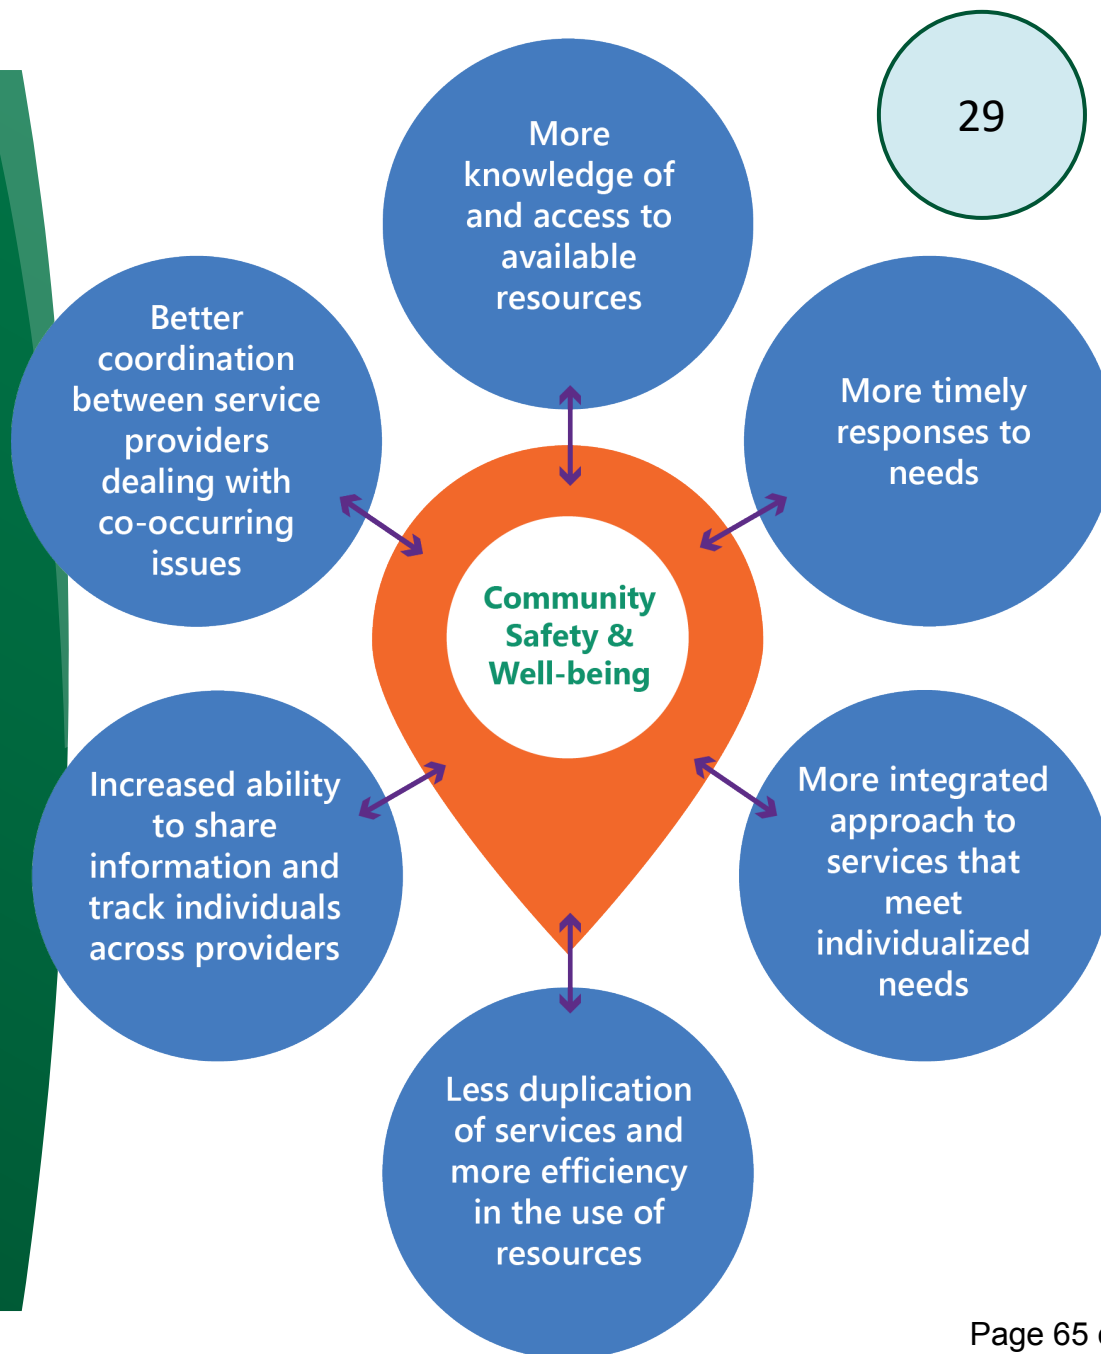 29
More
knowledge of
and access to
available
resources
Better
coordination
between service
providers
dealing with
co-occurring
issues
More timely
responses to
needs
Community
Safety &
Well-being
Increased ability
to share
information and
track individuals
across providers
More integrated
approach to
services that
meet
individualized
needs
Less duplication
of services and
more efficiency
in the use of
resources
Page 65